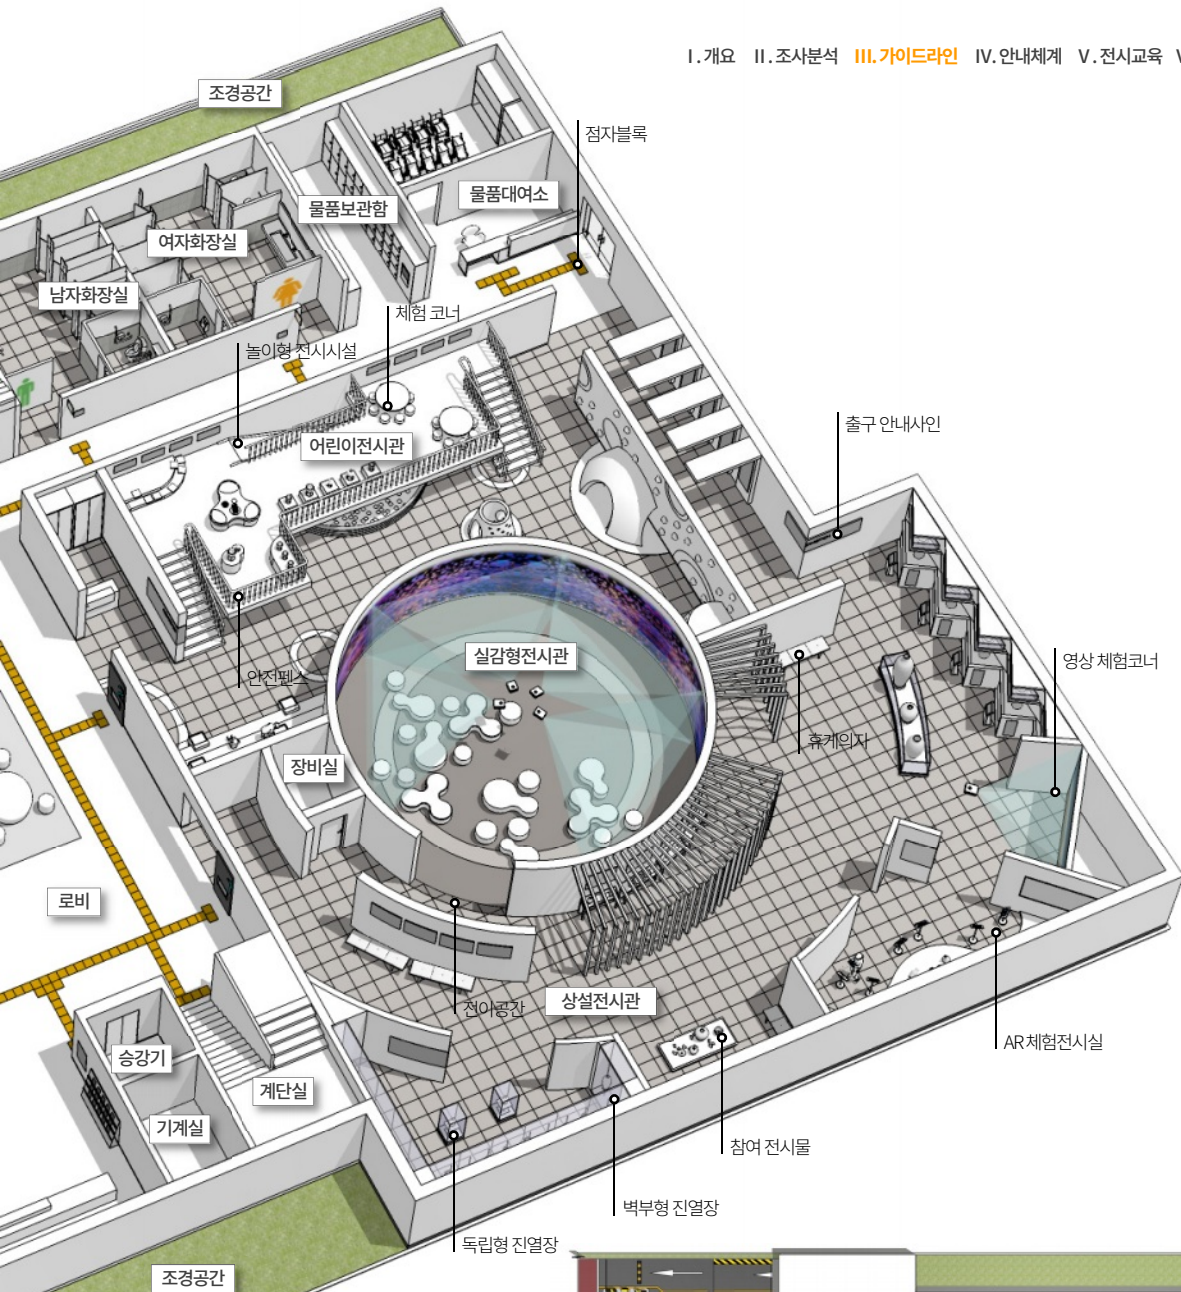 I.개요 II.조사분석 III.가이드라인 IV.안내체계 V.전시교육
조경공간
점자블록
물품대여소
물품보관함
여자화장실
남자화장실
체험 코너
놀이형 전시시설
출구 안내사인
어린이전시관
실감형전시관
영상 체험코너
안전펜스
휴게의자
장비실
로비
전이공간
상설전시관
AR체험전시실
승강기
계단실
기계실
참여 전시물
벽부형 진열장
독립형 진열장
조경공간